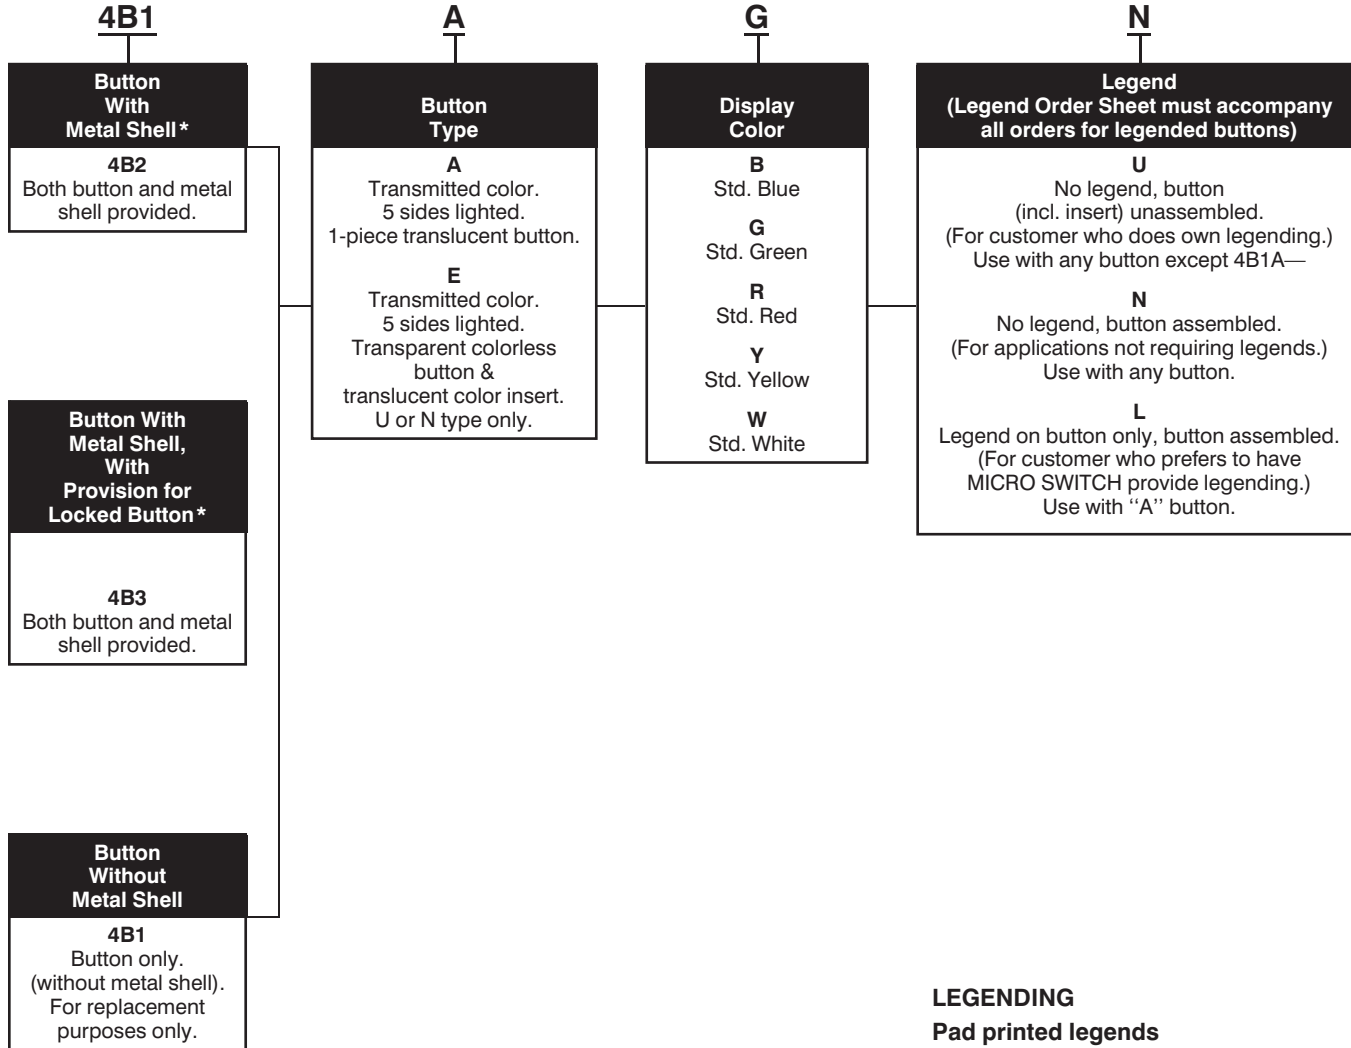 4B1 A G N
Button
With
Metal Shell*
4B2
Both button and metal
shell provided.
Button With
Metal Shell,
With
Provision for
Locked Button*
4B3
Both button and metal
shell provided.
Button
Without
Metal Shell
4B1
Button only.
(without metal shell).
For replacement
purposes only.
Button
Type
A
Transmitted color.
5 sides lighted.
1-piece translucent button.
E
Transmitted color.
5 sides lighted.
Transparent colorless
button &
translucent color insert.
U or N type only.
Display
Color
B
Std. Blue
G
Std. Green
R
Std. Red
Y
Std. Yellow
W
Std. White
Legend
(Legend Order Sheet must accompany
all orders for legended buttons)
U
No legend, button
(incl. insert) unassembled.
(For customer who does own legending.)
Use with any button except 4B1A—
N
No legend, button assembled.
(For applications not requiring legends.)
Use with any button.
L
Legend on button only, button assembled.
(For customer who prefers to have
MICRO SWITCH provide legending.)
Use with ‘‘A’’ button.
LEGENDING
Pad printed legends